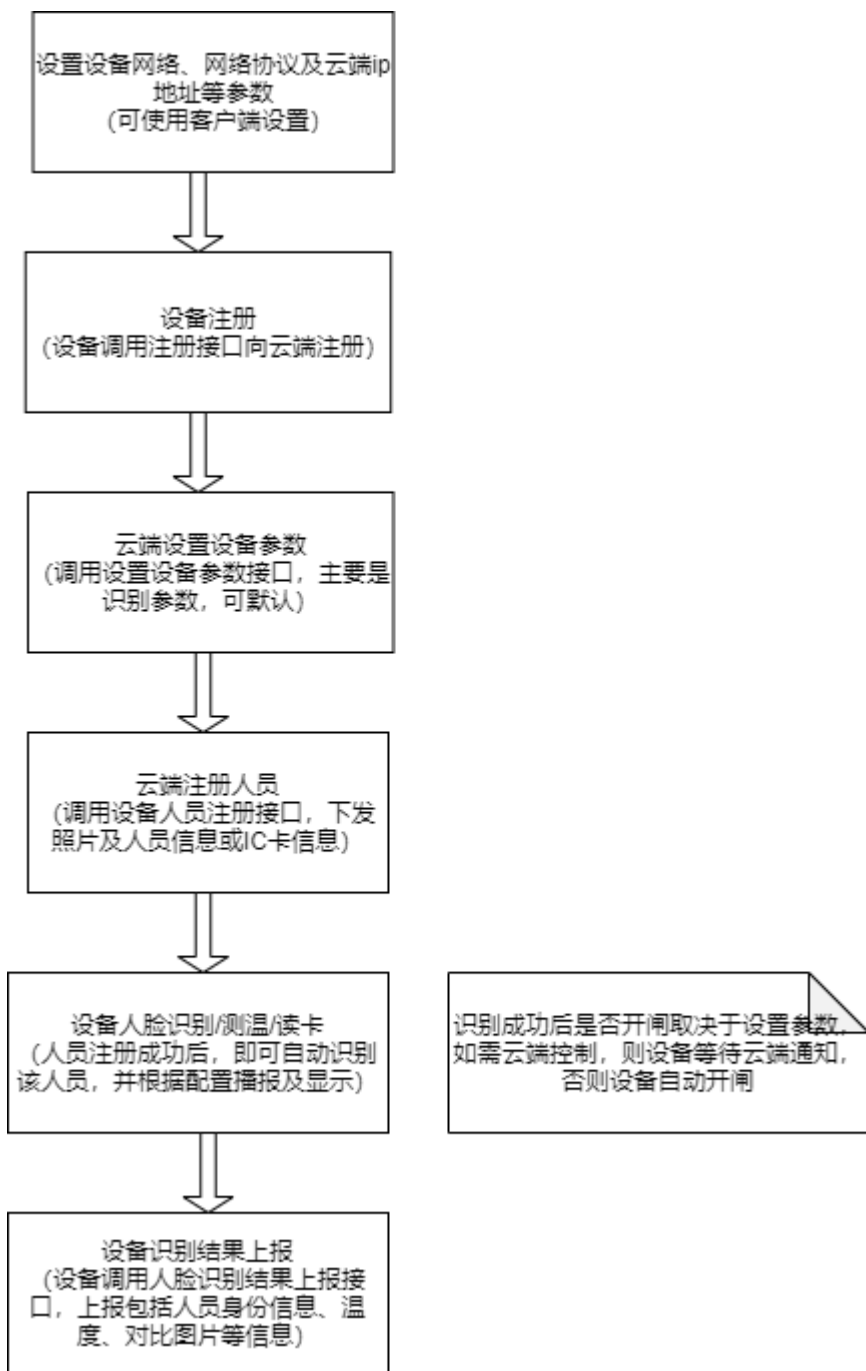 设置设备网络、网络协议及云端ip
地址等参数
（可使用客户端设置）
设备注册
（设备调用注册接口向云端注册）
云端设置设备参数
（调用设置设备参数接口，主要是
识别参数，可默认）
云端注册人员
（调用设备人员注册接口，下发
照片及人员信息或IC卡信息）
设备人脸识别/测温/读卡
（人员注册成功后，即可自动识别
该人员，并根据配置播报及显示）
识别成功后是否开闸取决于设置参数，
如需云端控制，则设备等待云端通知，
否则设备自动开闸
设备识别结果上报
（设备调用人脸识别结果上报接
口，上报包括人员身份信息、温
度、对比图片等信息）